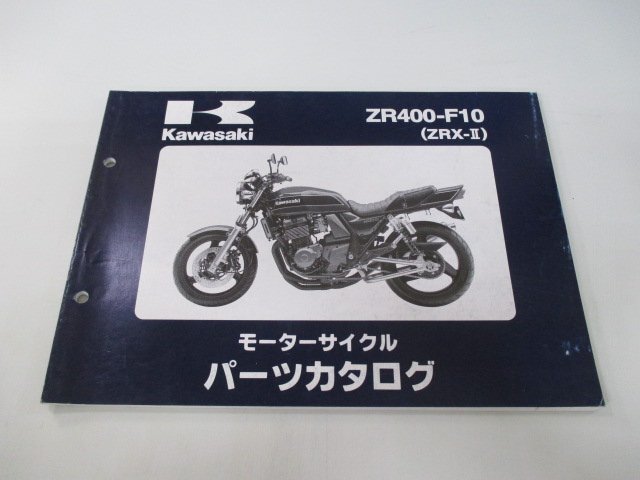 Kawasaki
ZR400-F10
(ZRX-Ⅱ)
Kawasaki
モーターサイクル
パーツカタログ